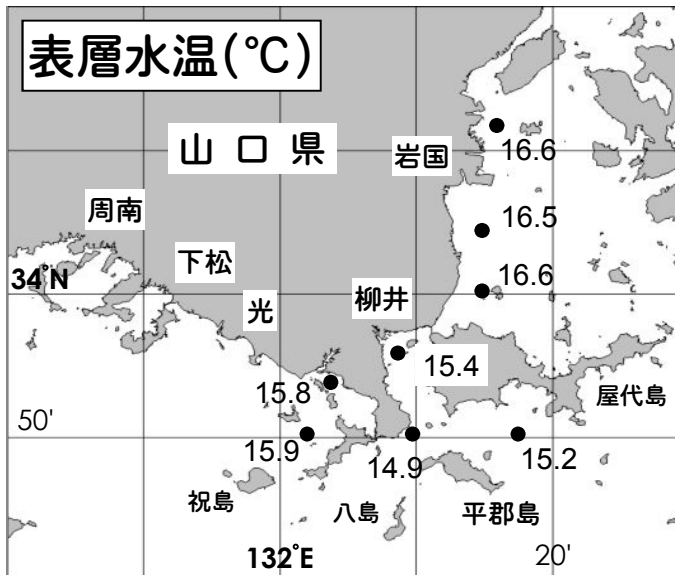 表層水温(℃)
山口県
岩国
16.6
周南
16.5
下松
34°N
16.6
光
柳井
15.4
15.8
屋代島
50'
15.9
14.9
15.2
祝島
八島
平郡島
132°E
20'